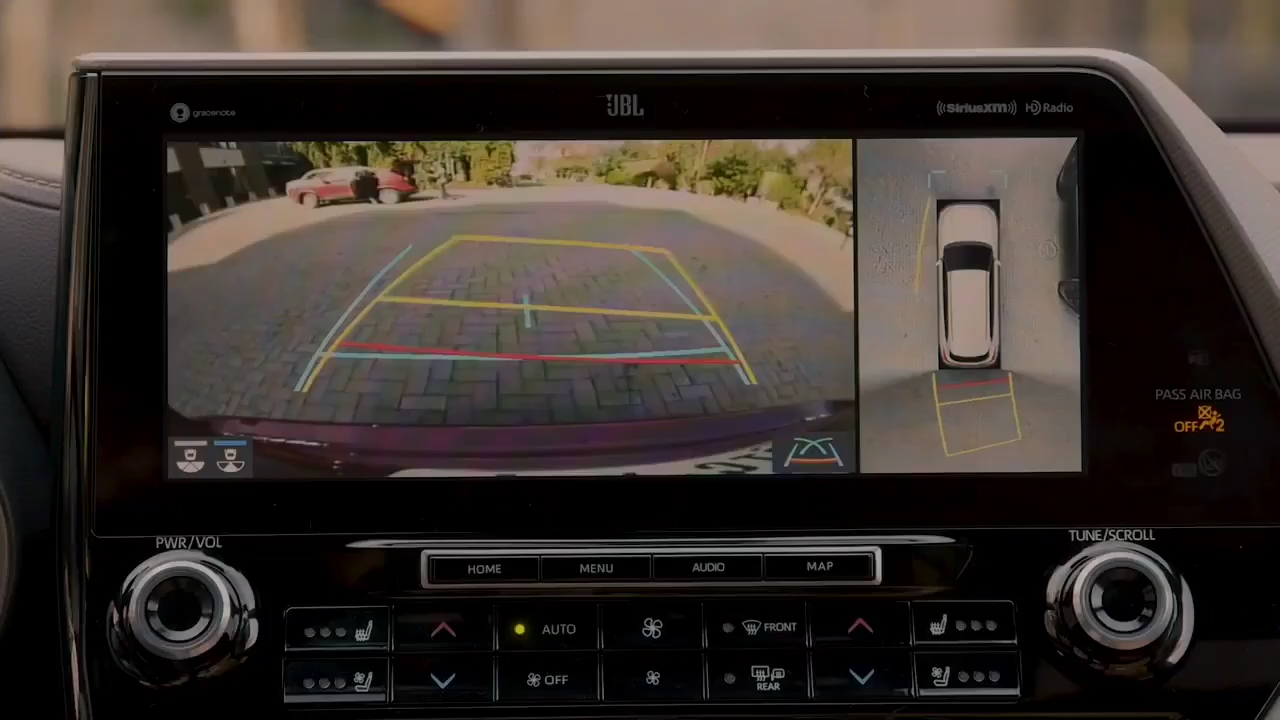 gracenote
JBL
SiriusXM
HD Radio
PASS AIR BAG
OFF 2
PWR/VOL
TUNE/SCROLL
HOME
MENU
AUDIO
MAP
AUTO
FRONT
OFF
REAR